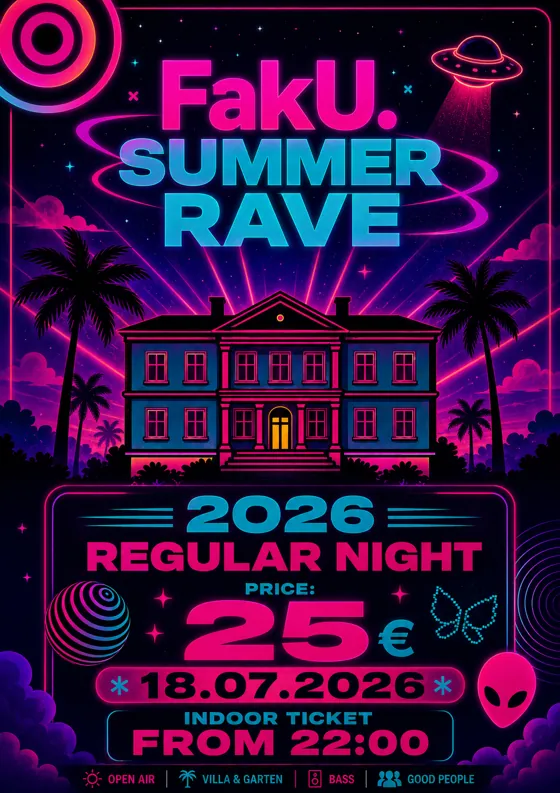 FakU.
SUMMER
RAVE
2026
REGULAR NIGHT
PRICE:
25€
18.07.2026
INDOOR TICKET
FROM 22:00
OPEN AIR | VILLA & GARTEN | BASS | GOOD PEOPLE